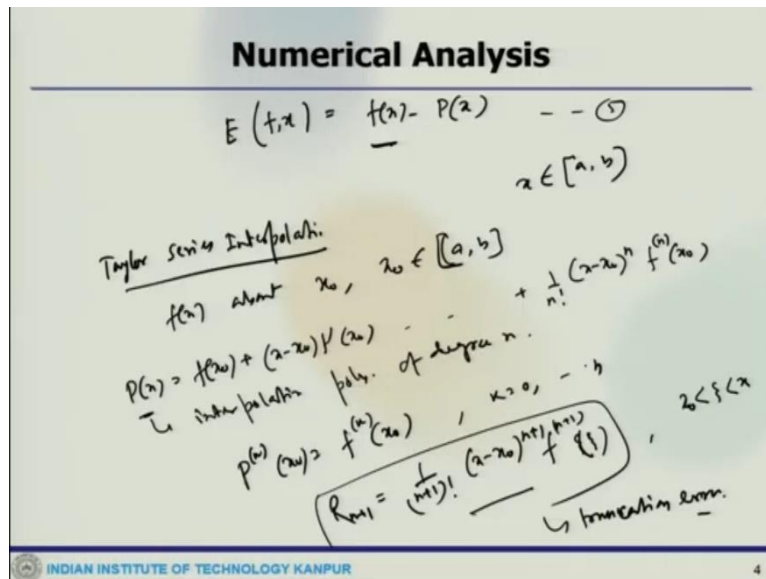 Numerical Analysis
E (f,x) = f(x) - P(x) - - ⑤
x ∈ [a, b]
Taylor series Interpolati.
f(x) about x₀, x₀ ∈ [a, b]
P(x) = f(x₀) + (x-x₀) f'(x₀) - - + 1/n! (x-x₀)ⁿ f⁽ⁿ⁾(x₀)
↳ interpolation poly. of degree n.
P⁽ᵏ⁾(x₀) = f⁽ᵏ⁾(x₀) , k=0, - - n
Rₙ₊₁ = 1/(n+1)! (x-x₀)ⁿ⁺¹ f⁽ⁿ⁺¹⁾(ξ) , x₀<ξ<x
↳ truncation error.
INDIAN INSTITUTE OF TECHNOLOGY KANPUR
4